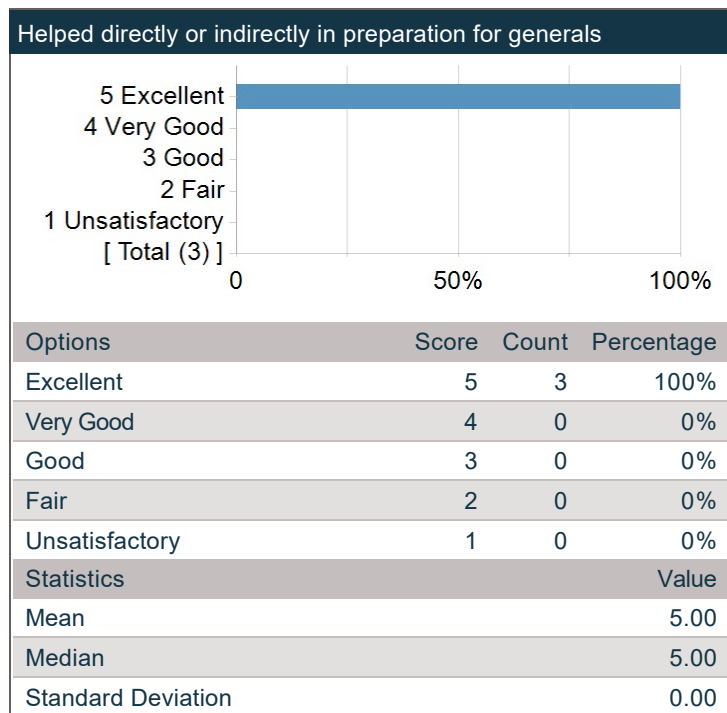 Helped directly or indirectly in preparation for generals
5 Excellent
4 Very Good
3 Good
2 Fair
1 Unsatisfactory
[ Total (3) ]
0 50% 100%
Options Score Count Percentage
Excellent 5 3 100%
Very Good 4 0 0%
Good 3 0 0%
Fair 2 0 0%
Unsatisfactory 1 0 0%
Statistics Value
Mean 5.00
Median 5.00
Standard Deviation 0.00